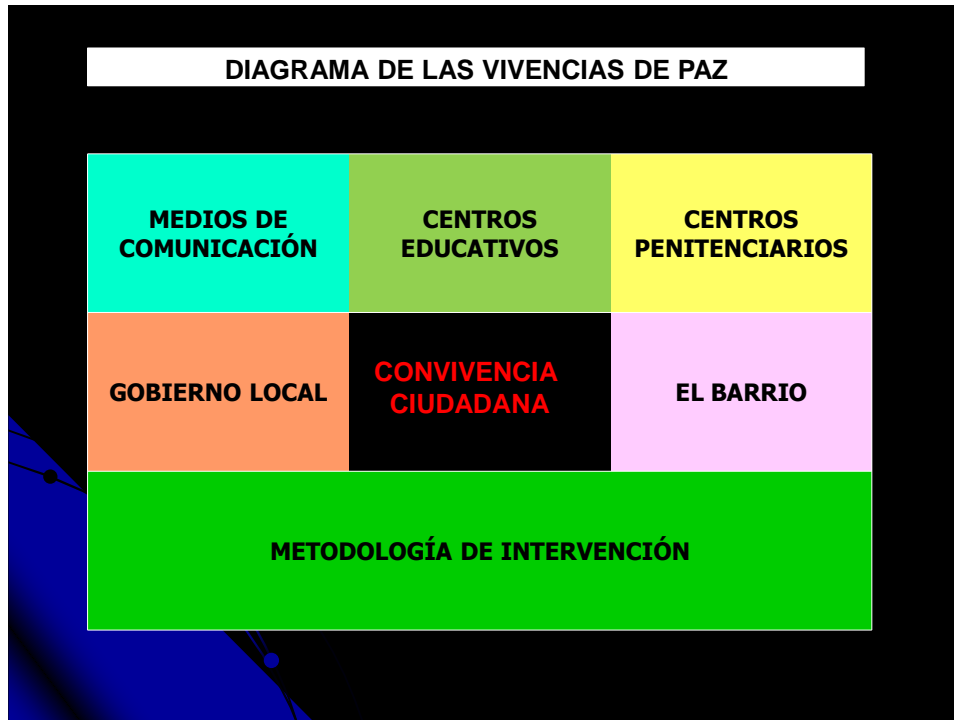 DIAGRAMA DE LAS VIVENCIAS DE PAZ
MEDIOS DE
COMUNICACIÓN
CENTROS
EDUCATIVOS
CENTROS
PENITENCIARIOS
GOBIERNO LOCAL
CONVIVENCIA
CIUDADANA
EL BARRIO
METODOLOGÍA DE INTERVENCIÓN